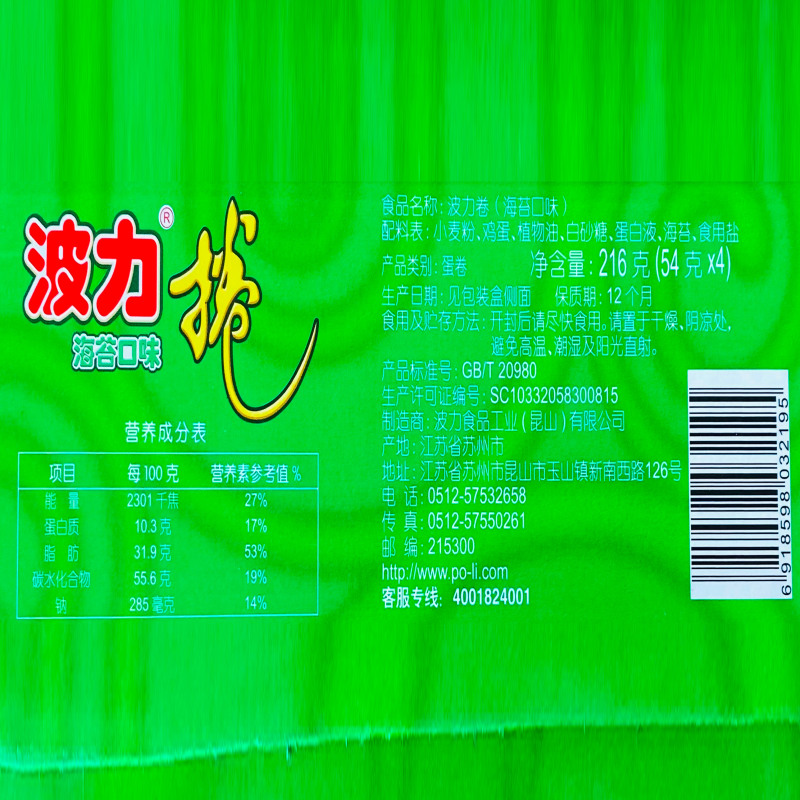 波力®捲
海苔口味
营养成分表
项目 每100克 营养素参考值%
能 量 2301千焦 27%
蛋白质 10.3克 17%
脂 肪 31.9克 53%
碳水化合物 55.6克 19%
钠 285毫克 14%
食品名称: 波力卷（海苔口味）
配料表: 小麦粉、鸡蛋、植物油、白砂糖、蛋白液、海苔、食用盐
产品类别: 蛋卷 净含量: 216克(54克x4)
生产日期: 见包装盒侧面 保质期: 12个月
食用及贮存方法: 开封后请尽快食用。请置于干燥、阴凉处,
避免高温、潮湿及阳光直射。
产品标准号: GB/T 20980
生产许可证编号: SC10332058300815
制造商: 波力食品工业(昆山)有限公司
产地: 江苏省苏州市
地址: 江苏省苏州市昆山市玉山镇新南西路126号
电 话: 0512-57532658
传 真: 0512-57550261
邮 编: 215300
http://www.po-li.com
客服专线: 4001824001
6 918598 032195